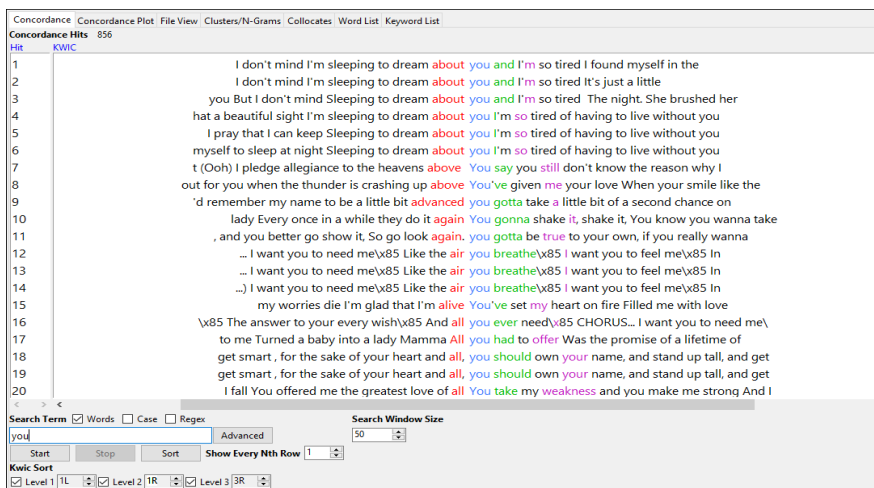 Concordance Concordance Plot File View Clusters/N-Grams Collocates Word List Keyword List
Concordance Hits 856
Hit KWIC
1 I don't mind I'm sleeping to dream about you and I'm so tired I found myself in the
2 I don't mind I'm sleeping to dream about you and I'm so tired It's just a little
3 you But I don't mind Sleeping to dream about you and I'm so tired The night. She brushed her
4 hat a beautiful sight I'm sleeping to dream about you I'm so tired of having to live without you
5 I pray that I can keep Sleeping to dream about you I'm so tired of having to live without you
6 myself to sleep at night Sleeping to dream about you I'm so tired of having to live without you
7 t (Ooh) I pledge allegiance to the heavens above You say you still don't know the reason why I
8 out for you when the thunder is crashing up above You've given me your love When your smile like the
9 'd remember my name to be a little bit advanced you gotta take a little bit of a second chance on
10 lady Every once in a while they do it again You gonna shake it, shake it, You know you wanna take
11 , and you better go show it, So go look again. you gotta be true to your own, if you really wanna
12 ... I want you to need me\x85 Like the air you breathe\x85 I want you to feel me\x85 In
13 ... I want you to need me\x85 Like the air you breathe\x85 I want you to feel me\x85 In
14 ...) I want you to need me\x85 Like the air you breathe\x85 I want you to feel me\x85 In
15 my worries die I'm glad that I'm alive You've set my heart on fire Filled me with love
16 \x85 The answer to your every wish\x85 And all you ever need\x85 CHORUS... I want you to need me\
17 to me Turned a baby into a lady Mamma All you had to offer Was the promise of a lifetime of
18 get smart , for the sake of your heart and all, you should own your name, and stand up tall, and get
19 get smart , for the sake of your heart and all, you should own your name, and stand up tall, and get
20 I fall You offered me the greatest love of all You take my weakness and you make me strong And I
Search Term Words Case Regex Search Window Size
you Advanced 50
Start Stop Sort Show Every Nth Row 1
Kwic Sort
Level 1 1L Level 2 1R Level 3 3R